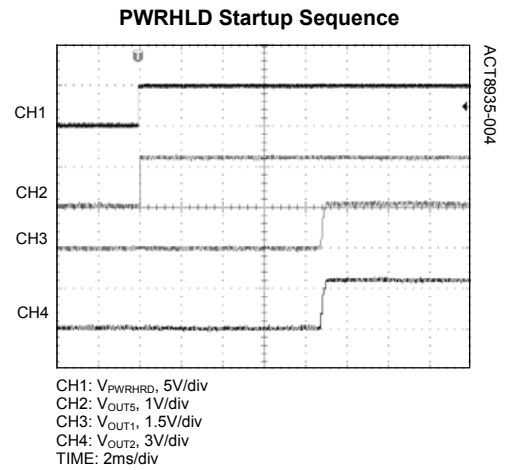 PWRHLD Startup Sequence
ACT8935-004
CH1
CH2
CH3
CH4
CH1: VPWRHRD, 5V/div
CH2: VOUT5, 1V/div
CH3: VOUT1, 1.5V/div
CH4: VOUT2, 3V/div
TIME: 2ms/div